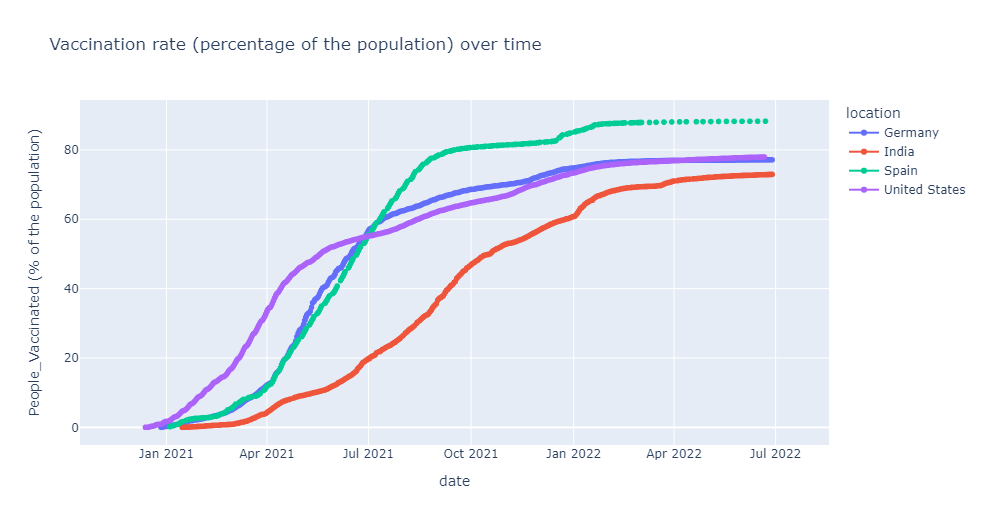 Vaccination rate (percentage of the population) over time
People_Vaccinated (% of the population)
80
60
40
20
0
Jan 2021
Apr 2021
Jul 2021
Oct 2021
Jan 2022
Apr 2022
Jul 2022
date
location
Germany
India
Spain
United States